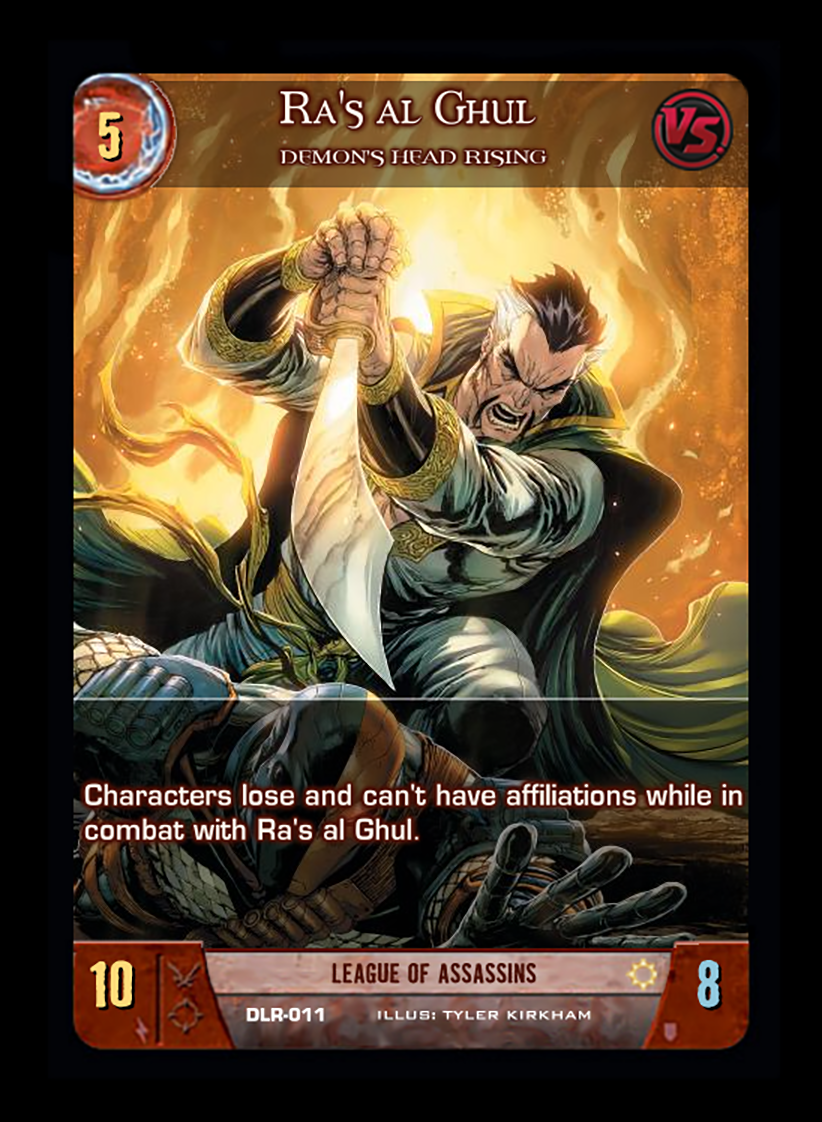 5
Ra's al Ghul
VS.
Demon's Head Rising
Characters lose and can't have affiliations while in
combat with Ra's al Ghul.
10
LEAGUE OF ASSASSINS
8
DLR-011
ILLUS: TYLER KIRKHAM